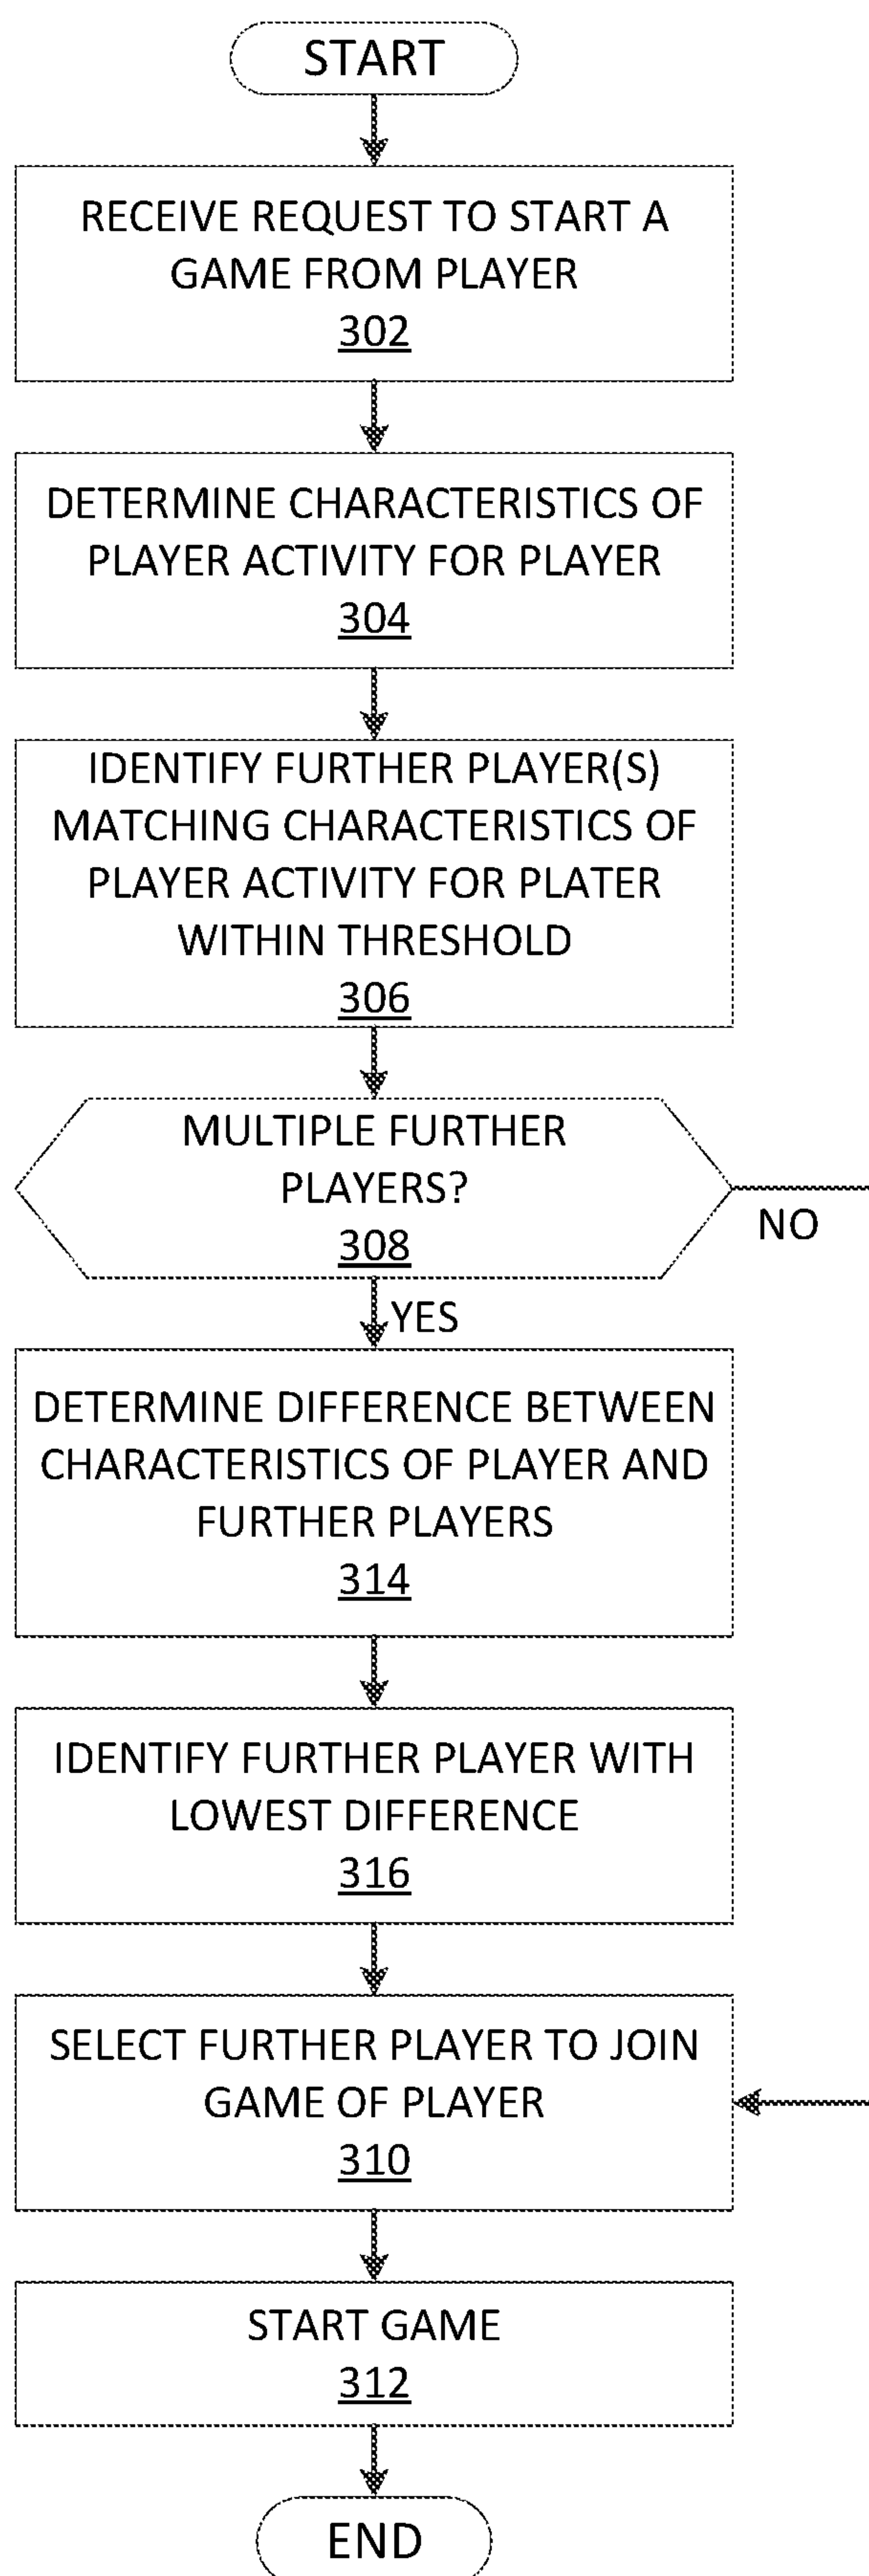 START
RECEIVE REQUEST TO START A
GAME FROM PLAYER
302
DETERMINE CHARACTERISTICS OF
PLAYER ACTIVITY FOR PLAYER
304
IDENTIFY FURTHER PLAYER(S)
MATCHING CHARACTERISTICS OF
PLAYER ACTIVITY FOR PLATER
WITHIN THRESHOLD
306
MULTIPLE FURTHER
PLAYERS?
308
NO
YES
DETERMINE DIFFERENCE BETWEEN
CHARACTERISTICS OF PLAYER AND
FURTHER PLAYERS
314
IDENTIFY FURTHER PLAYER WITH
LOWEST DIFFERENCE
316
SELECT FURTHER PLAYER TO JOIN
GAME OF PLAYER
310
START GAME
312
END